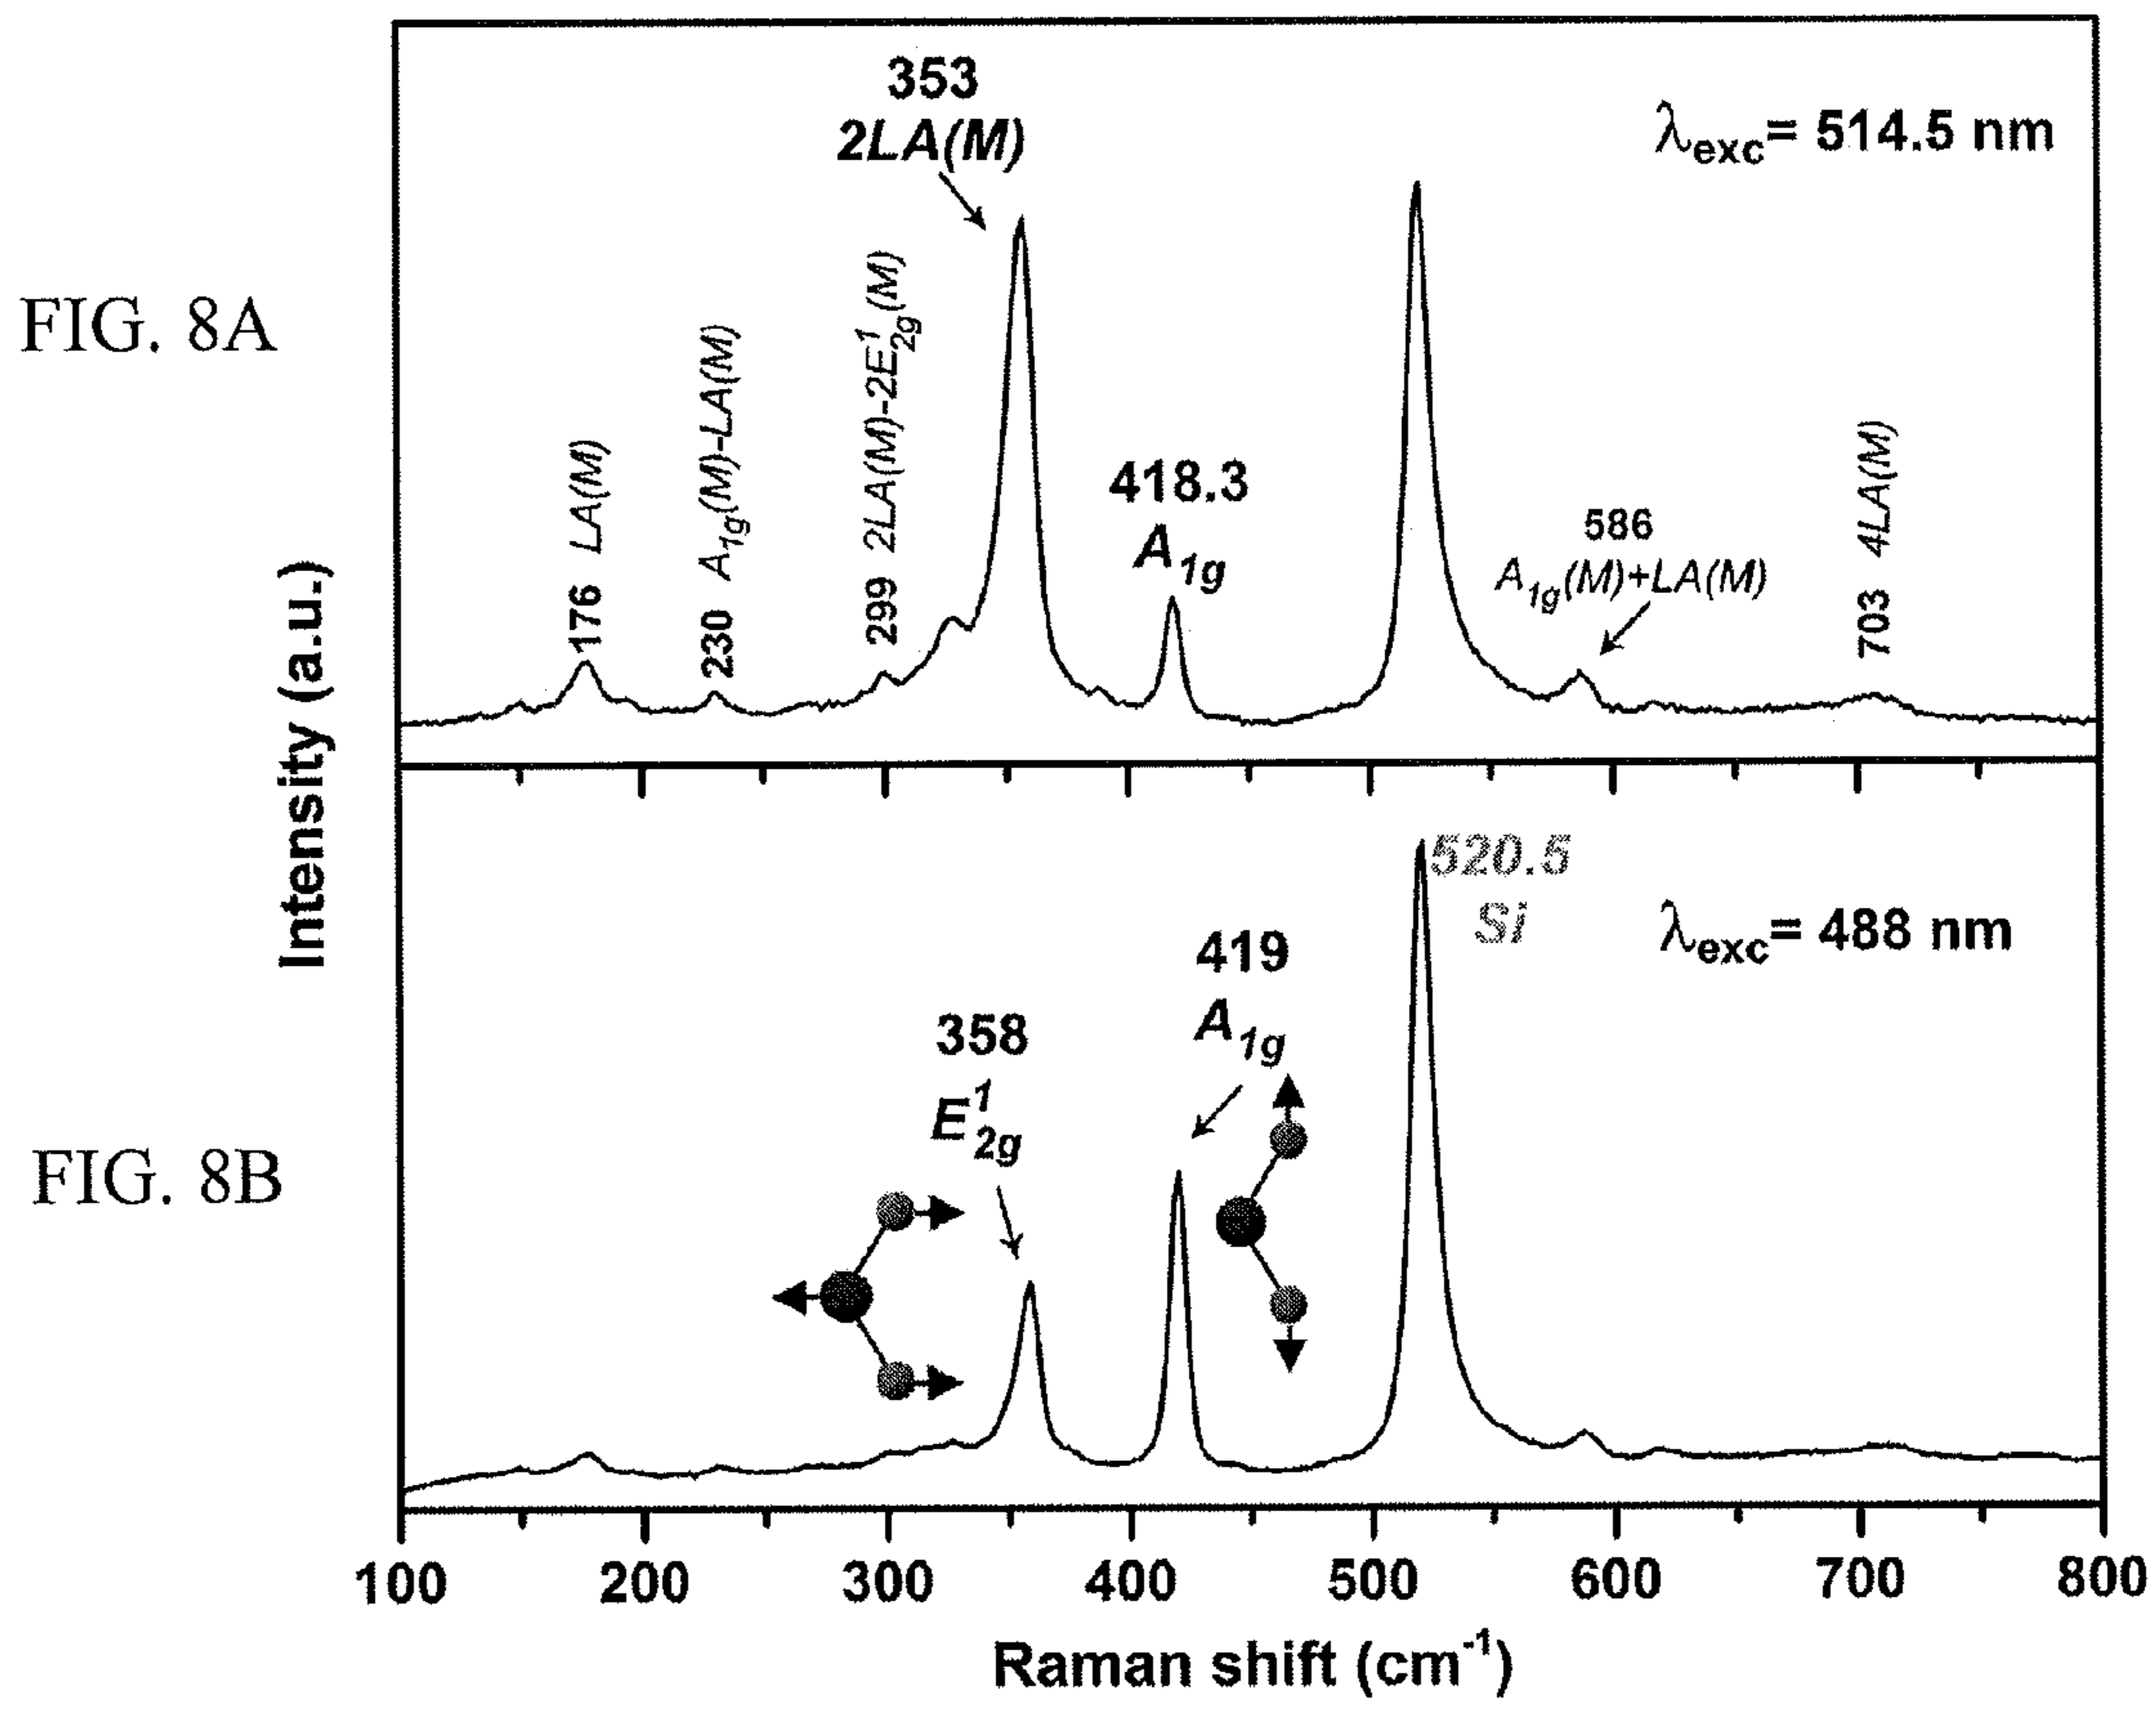 FIG. 8A
353
2LA(M)
λexc= 514.5 nm
176 LA(M)
230 A1g(M)-LA(M)
299 2LA(M)-2E¹2g(M)
418.3
A1g
586
A1g(M)+LA(M)
703 4LA(M)
Intensity (a.u.)
FIG. 8B
520.5
Si
λexc= 488 nm
419
A1g
358
E¹2g
100 200 300 400 500 600 700 800
Raman shift (cm⁻¹)